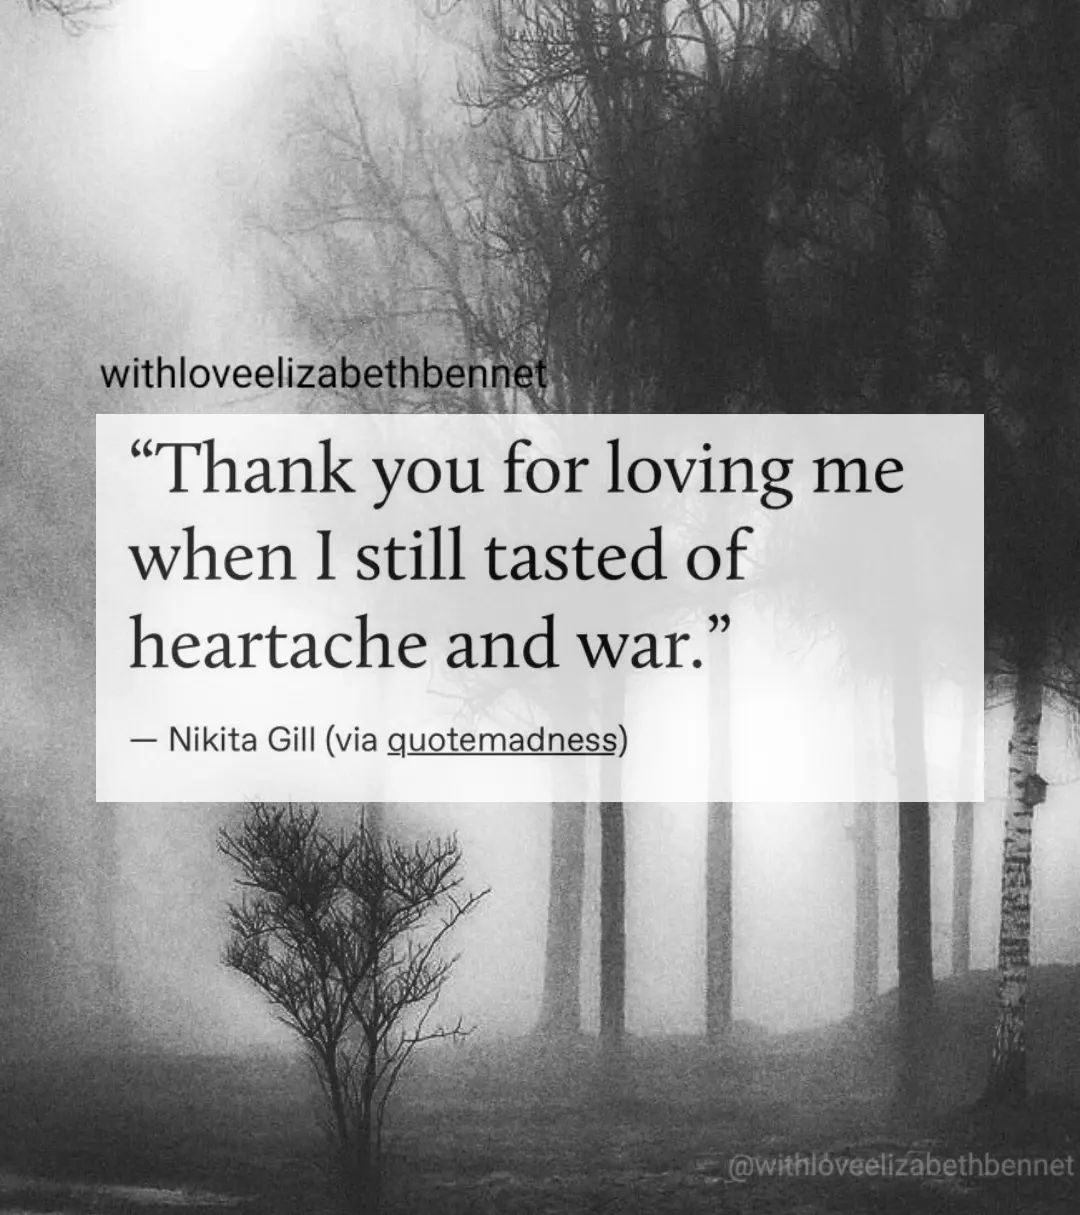 withloveelizabethbennet
“Thank you for loving me
when I still tasted of
heartache and war.”
— Nikita Gill (via quotemadness)
@withloveelizabethbennet